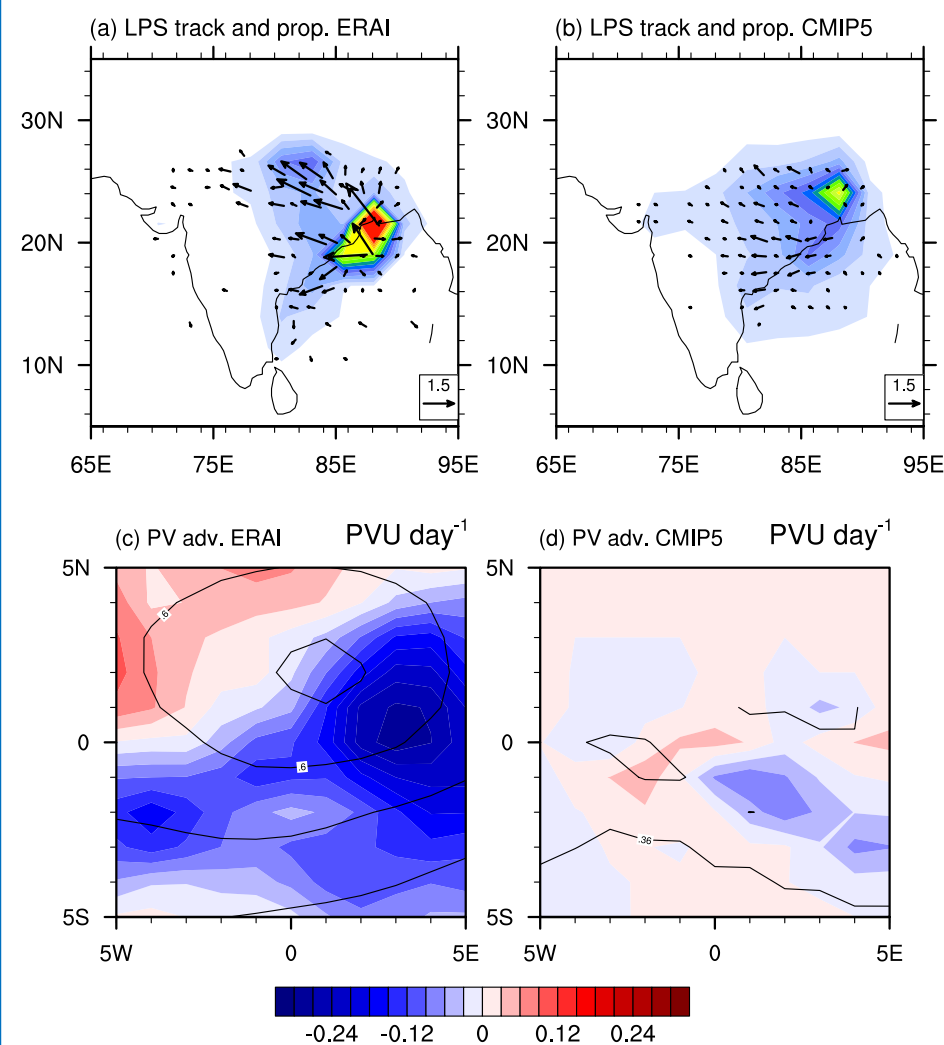 (a) LPS track and prop. ERAI
(b) LPS track and prop. CMIP5
30N
30N
20N
20N
10N
10N
1.5
1.5
65E 75E 85E 95E
65E 75E 85E 95E
(c) PV adv. ERAI PVU day-1
(d) PV adv. CMIP5 PVU day-1
5N
5N
.6
0
0
.6
.36
5S
5S
5W 0 5E
5W 0 5E
-0.24 -0.12 0 0.12 0.24